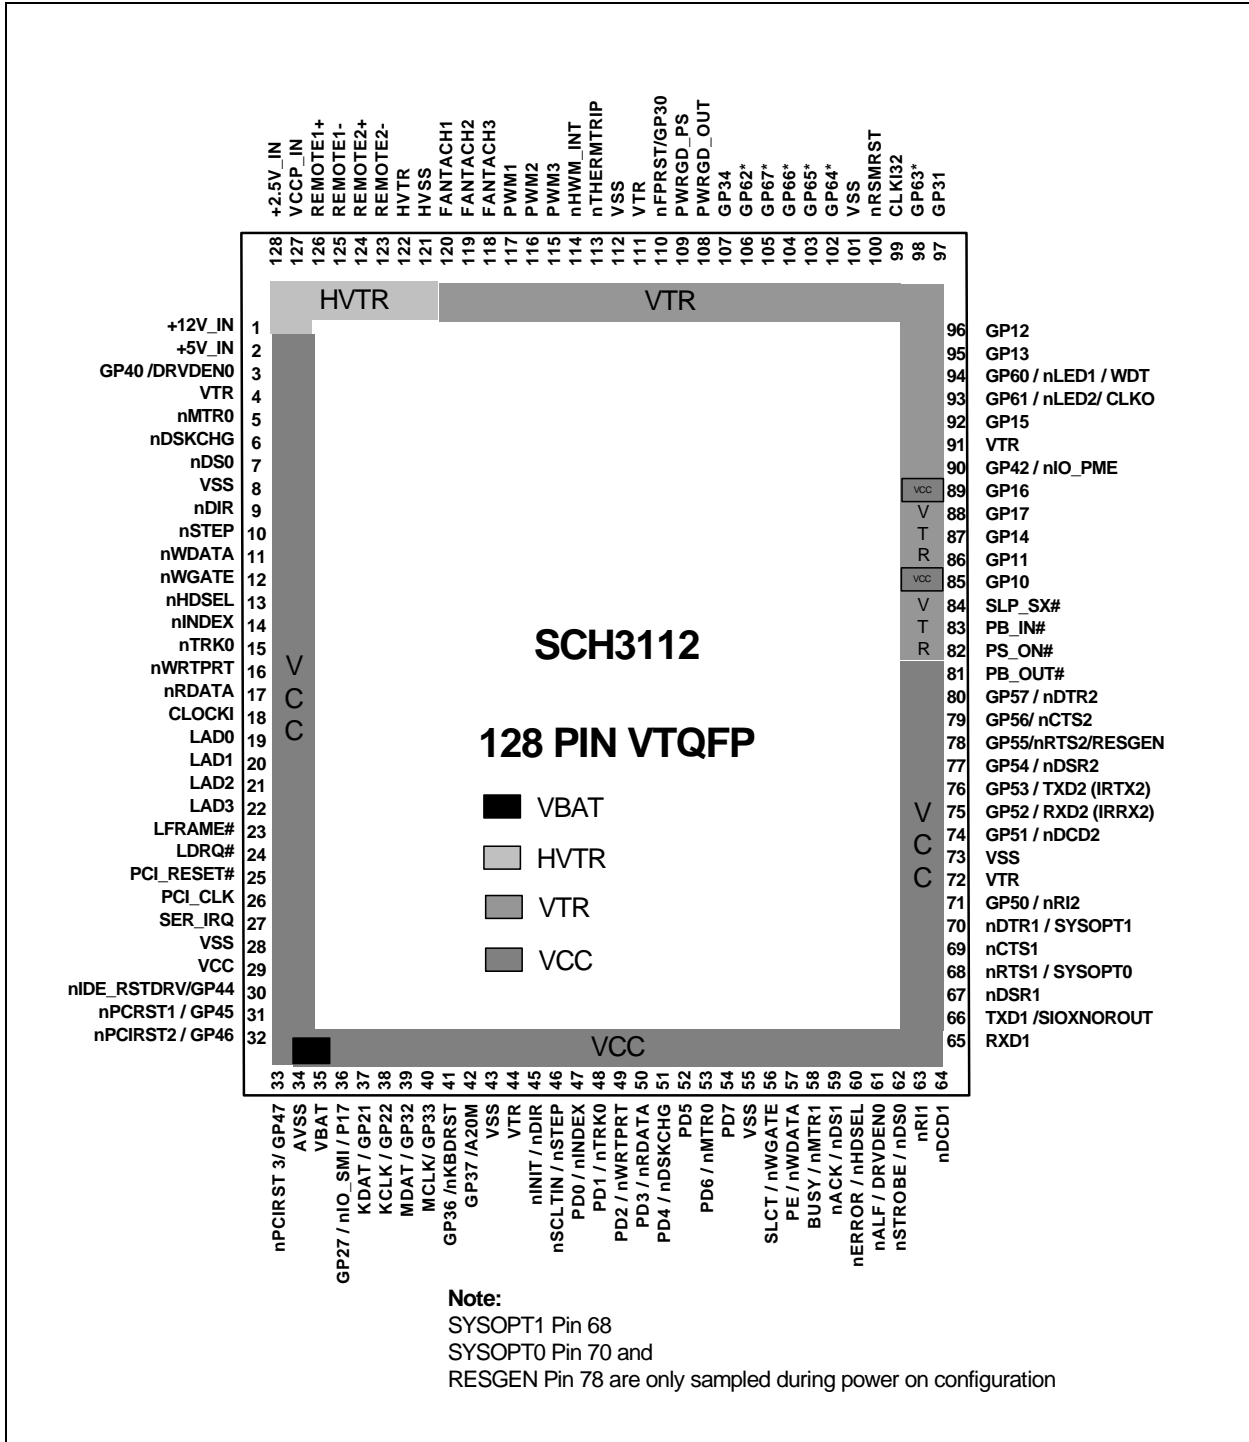 +2.5V_IN
VCCP_IN
REMOTE1+
REMOTE1-
REMOTE2+
REMOTE2-
HVTR
HVSS
FANTACH1
FANTACH2
FANTACH3
PWM1
PWM2
PWM3
nHWM_INT
nTHERMTRIP
VSS
VTR
nFPRST/GP30
PWRGD_PS
PWRGD_OUT
GP34
GP62*
GP67*
GP66*
GP65*
GP64*
VSS
nRSMRST
CLKI32
GP63*
GP31
128
127
126
125
124
123
122
121
120
119
118
117
116
115
114
113
112
111
110
109
108
107
106
105
104
103
102
101
100
99
98
97
HVTR
VTR
+12V_IN 1
+5V_IN 2
GP40 /DRVDEN0 3
VTR 4
nMTR0 5
nDSKCHG 6
nDS0 7
VSS 8
nDIR 9
nSTEP 10
nWDATA 11
nWGATE 12
nHDSEL 13
nINDEX 14
nTRK0 15
nWRTPRT 16
nRDATA 17
CLOCKI 18
LAD0 19
LAD1 20
LAD2 21
LAD3 22
LFRAME# 23
LDRQ# 24
PCI_RESET# 25
PCI_CLK 26
SER_IRQ 27
VSS 28
VCC 29
nIDE_RSTDRV/GP44 30
nPCRST1 / GP45 31
nPCIRST2 / GP46 32
VCC
SCH3112
128 PIN VTQFP
VBAT
HVTR
VTR
VCC
96 GP12
95 GP13
94 GP60 / nLED1 / WDT
93 GP61 / nLED2/ CLKO
92 GP15
91 VTR
90 GP42 / nIO_PME
VCC 89 GP16
88 GP17
87 GP14
86 GP11
VTR
VCC 85 GP10
84 SLP_SX#
83 PB_IN#
82 PS_ON#
VTR
81 PB_OUT#
80 GP57 / nDTR2
79 GP56/ nCTS2
78 GP55/nRTS2/RESGEN
77 GP54 / nDSR2
76 GP53 / TXD2 (IRTX2)
75 GP52 / RXD2 (IRRX2)
74 GP51 / nDCD2
73 VSS
72 VTR
71 GP50 / nRI2
70 nDTR1 / SYSOPT1
69 nCTS1
68 nRTS1 / SYSOPT0
67 nDSR1
66 TXD1 /SIOXNOROUT
65 RXD1
VCC
VCC
33
34
35
36
37
38
39
40
41
42
43
44
45
46
47
48
49
50
51
52
53
54
55
56
57
58
59
60
61
62
63
64
nPCIRST 3/ GP47
AVSS
VBAT
GP27 / nIO_SMI / P17
KDAT / GP21
KCLK / GP22
MDAT / GP32
MCLK/ GP33
GP36 /nKBDRST
GP37 /A20M
VSS
VTR
nINIT / nDIR
nSCLTIN / nSTEP
PD0 / nINDEX
PD1 / nTRK0
PD2 / nWRTPRT
PD3 / nRDATA
PD4 / nDSKCHG
PD5
PD6 / nMTR0
PD7
VSS
SLCT / nWGATE
PE / nWDATA
BUSY / nMTR1
nACK / nDS1
nERROR / nHDSEL
nALF / DRVDEN0
nSTROBE / nDS0
nRI1
nDCD1
Note:
SYSOPT1 Pin 68
SYSOPT0 Pin 70 and
RESGEN Pin 78 are only sampled during power on configuration